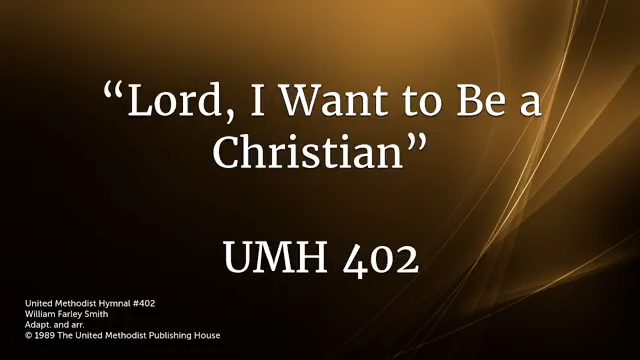 “Lord, I Want to Be a
Christian”
UMH 402
United Methodist Hymnal #402
William Farley Smith
Adapt. and arr.
© 1989 The United Methodist Publishing House